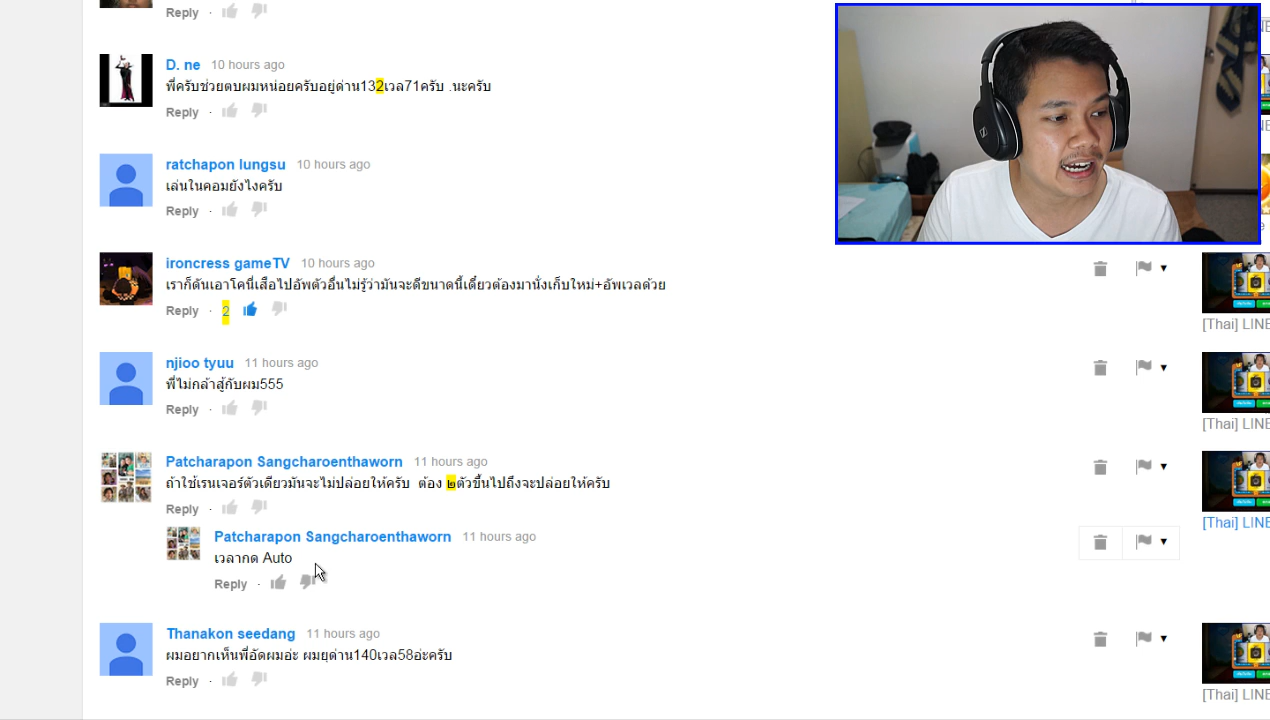 Reply ·
D. ne 10 hours ago
พี่ครับช่วยตบผมหน่อยครับอยู่ด่าน132เวล71ครับ .นะครับ
Reply ·
ratchapon lungsu 10 hours ago
เล่นในคอมยังไงครับ
Reply ·
ironcress gameTV 10 hours ago
เราก็ดันเอาโคนี่เสือไปอัพตัวอื่นไม่รู้ว่ามันจะดีขนาดนี้เดี๋ยวต้องมานั่งเก็บใหม่+อัพเวลด้วย
Reply · 2
[Thai] LINE
njioo tyuu 11 hours ago
พี่ไม่กล้าสู้กับผม555
Reply ·
[Thai] LINE
Patcharapon Sangcharoenthaworn 11 hours ago
ถ้าใช้เรนเจอร์ตัวเดียวมันจะไม่ปล่อยให้ครับ ต้อง ๒ตัวขึ้นไปถึงจะปล่อยให้ครับ
Reply ·
[Thai] LINE
Patcharapon Sangcharoenthaworn 11 hours ago
เวลากด Auto
Reply ·
Thanakon seedang 11 hours ago
ผมอยากเห็นพี่อัดผมอ่ะ ผมยุด่าน140เวล58อ่ะครับ
Reply ·
[Thai] LINE